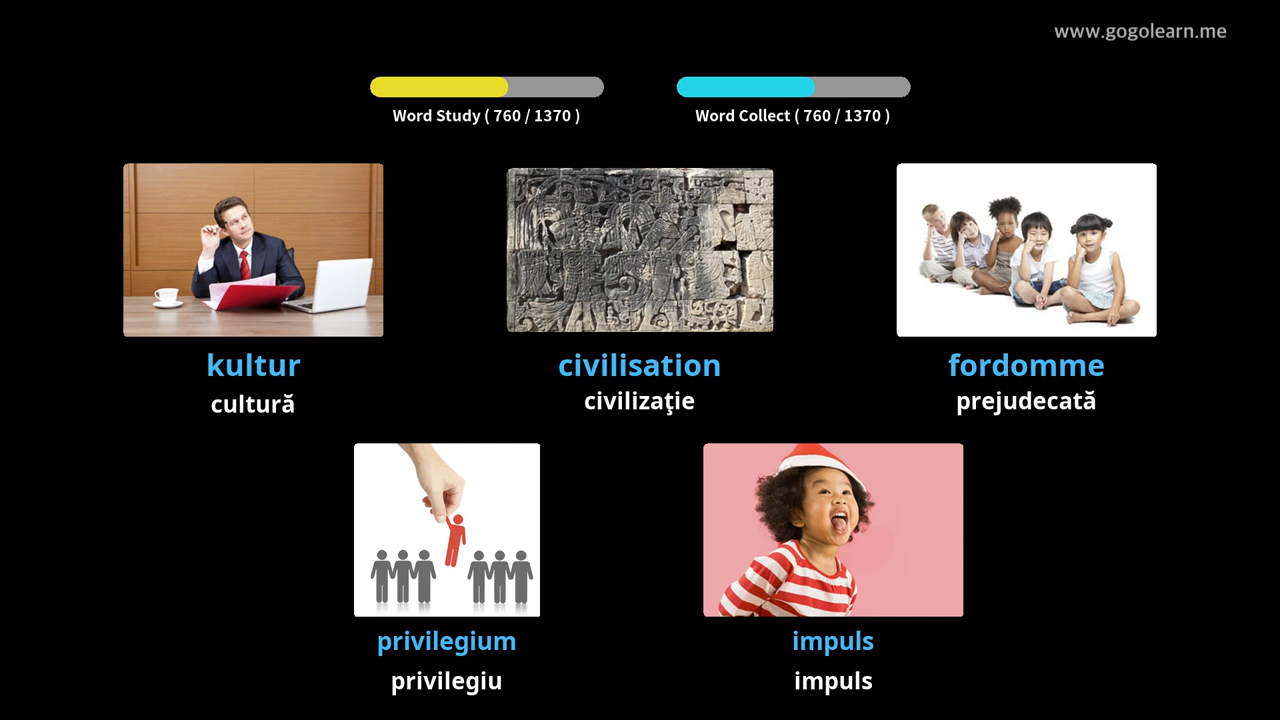 www.gogolearn.me
Word Study ( 760 / 1370 )
Word Collect ( 760 / 1370 )
kultur
cultură
civilisation
civilizaţie
fordomme
prejudecată
privilegium
privilegiu
impuls
impuls